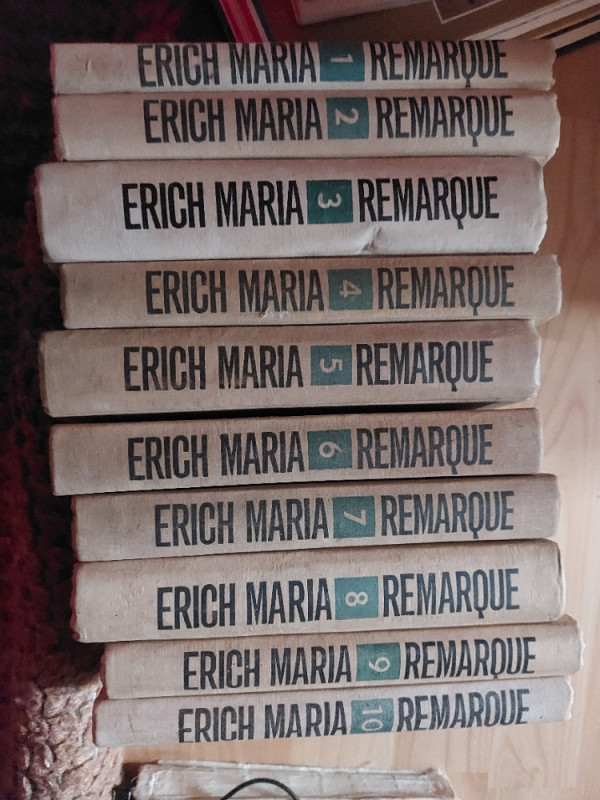 ERICH MARIA 1 REMARQUE
ERICH MARIA 2 REMARQUE
ERICH MARIA 3 REMARQUE
ERICH MARIA 4 REMARQUE
ERICH MARIA 5 REMARQUE
ERICH MARIA 6 REMARQUE
ERICH MARIA 7 REMARQUE
ERICH MARIA 8 REMARQUE
ERICH MARIA 9 REMARQUE
ERICH MARIA 10 REMARQUE